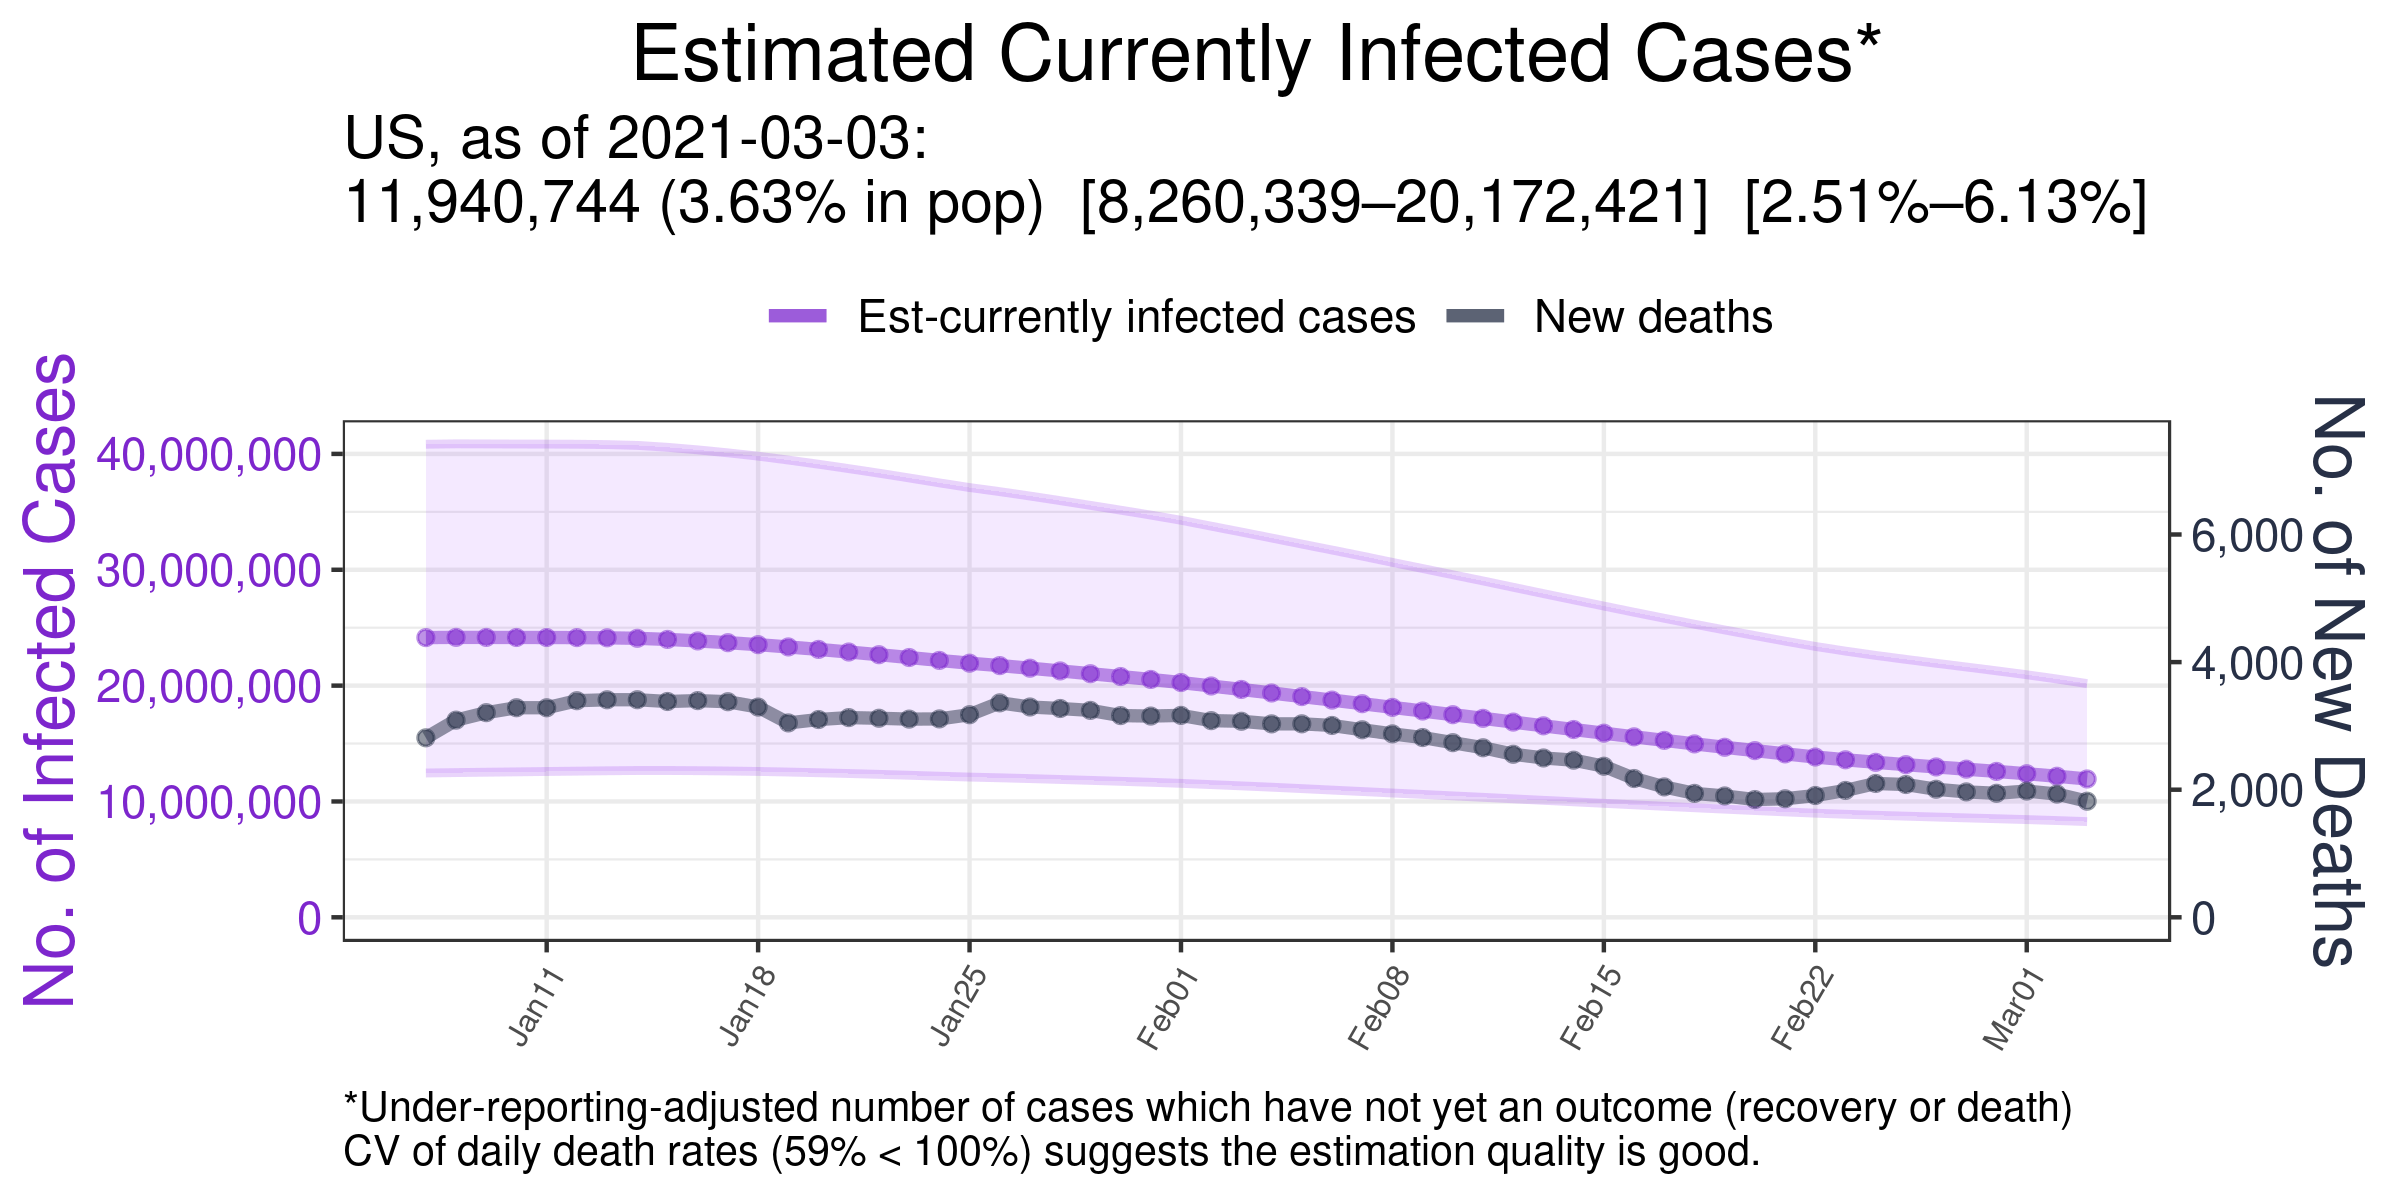 Estimated Currently Infected Cases*
US, as of 2021-03-03:
11,940,744 (3.63% in pop) [8,260,339–20,172,421] [2.51%–6.13%]
Est-currently infected cases
New deaths
No. of Infected Cases
40,000,000
30,000,000
20,000,000
10,000,000
0
No. of New Deaths
6,000
4,000
2,000
0
Jan11
Jan18
Jan25
Feb01
Feb08
Feb15
Feb22
Mar01
*Under-reporting-adjusted number of cases which have not yet an outcome (recovery or death)
CV of daily death rates (59% < 100%) suggests the estimation quality is good.